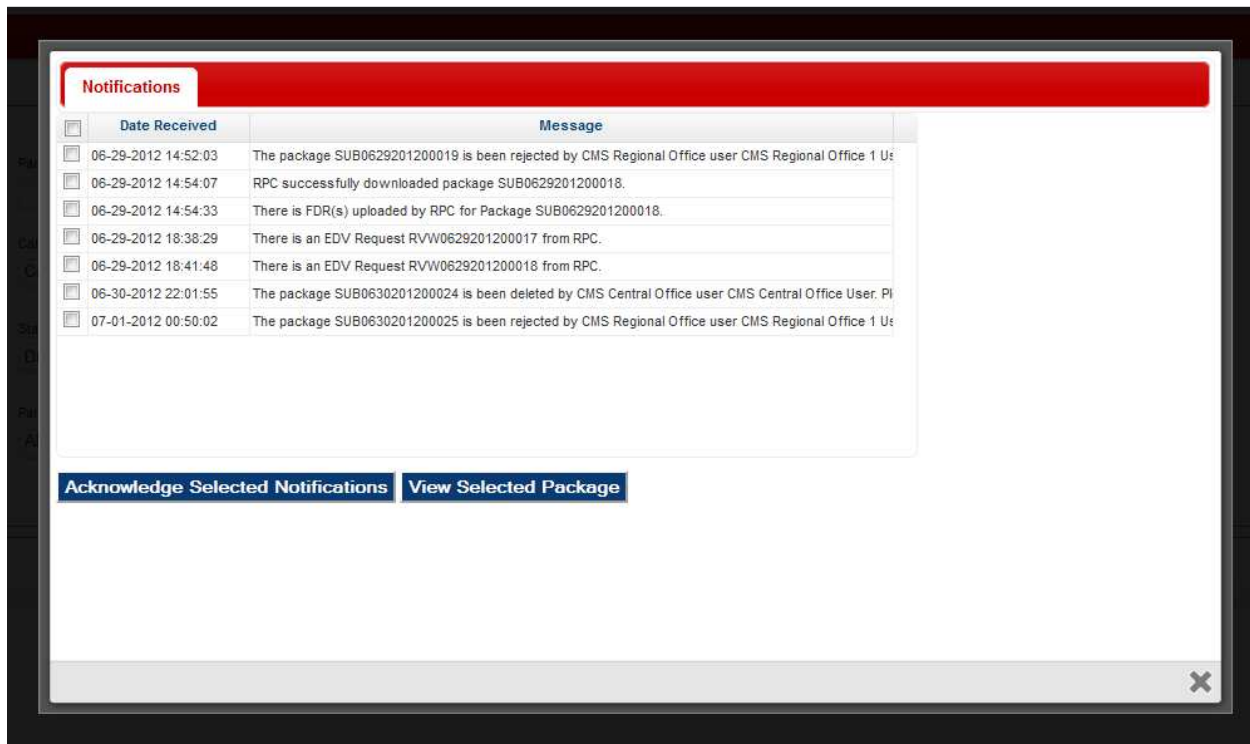 Notifications
Date Received Message
06-29-2012 14:52:03 The package SUB0629201200019 is been rejected by CMS Regional Office user CMS Regional Office 1 Us
06-29-2012 14:54:07 RPC successfully downloaded package SUB0629201200018.
06-29-2012 14:54:33 There is FDR(s) uploaded by RPC for Package SUB0629201200018.
06-29-2012 18:38:29 There is an EDV Request RVW0629201200017 from RPC.
06-29-2012 18:41:48 There is an EDV Request RVW0629201200018 from RPC.
06-30-2012 22:01:55 The package SUB0630201200024 is been deleted by CMS Central Office user CMS Central Office User. Pl
07-01-2012 00:50:02 The package SUB0630201200025 is been rejected by CMS Regional Office user CMS Regional Office 1 Us
Acknowledge Selected Notifications View Selected Package